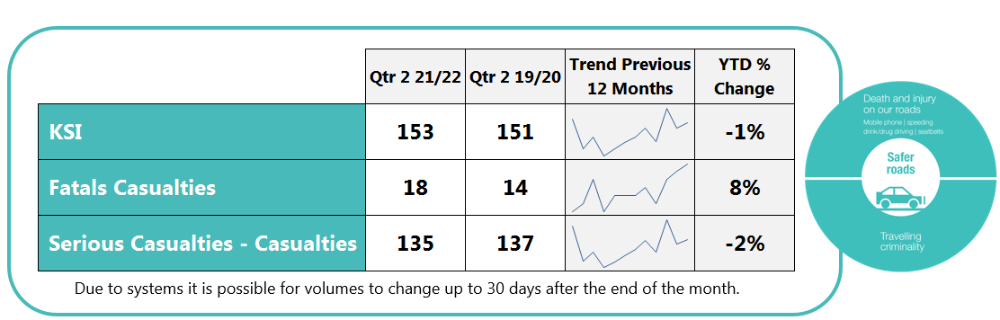 Qtr 2 21/22 Qtr 2 19/20 Trend Previous 12 Months YTD % Change
KSI 153 151 -1%
Fatals Casualties 18 14 8%
Serious Casualties - Casualties 135 137 -2%
Due to systems it is possible for volumes to change up to 30 days after the end of the month.
Death and injury
on our roads
Mobile phone | speeding
drink/drug driving | seatbelts
Safer
roads
Travelling
criminality